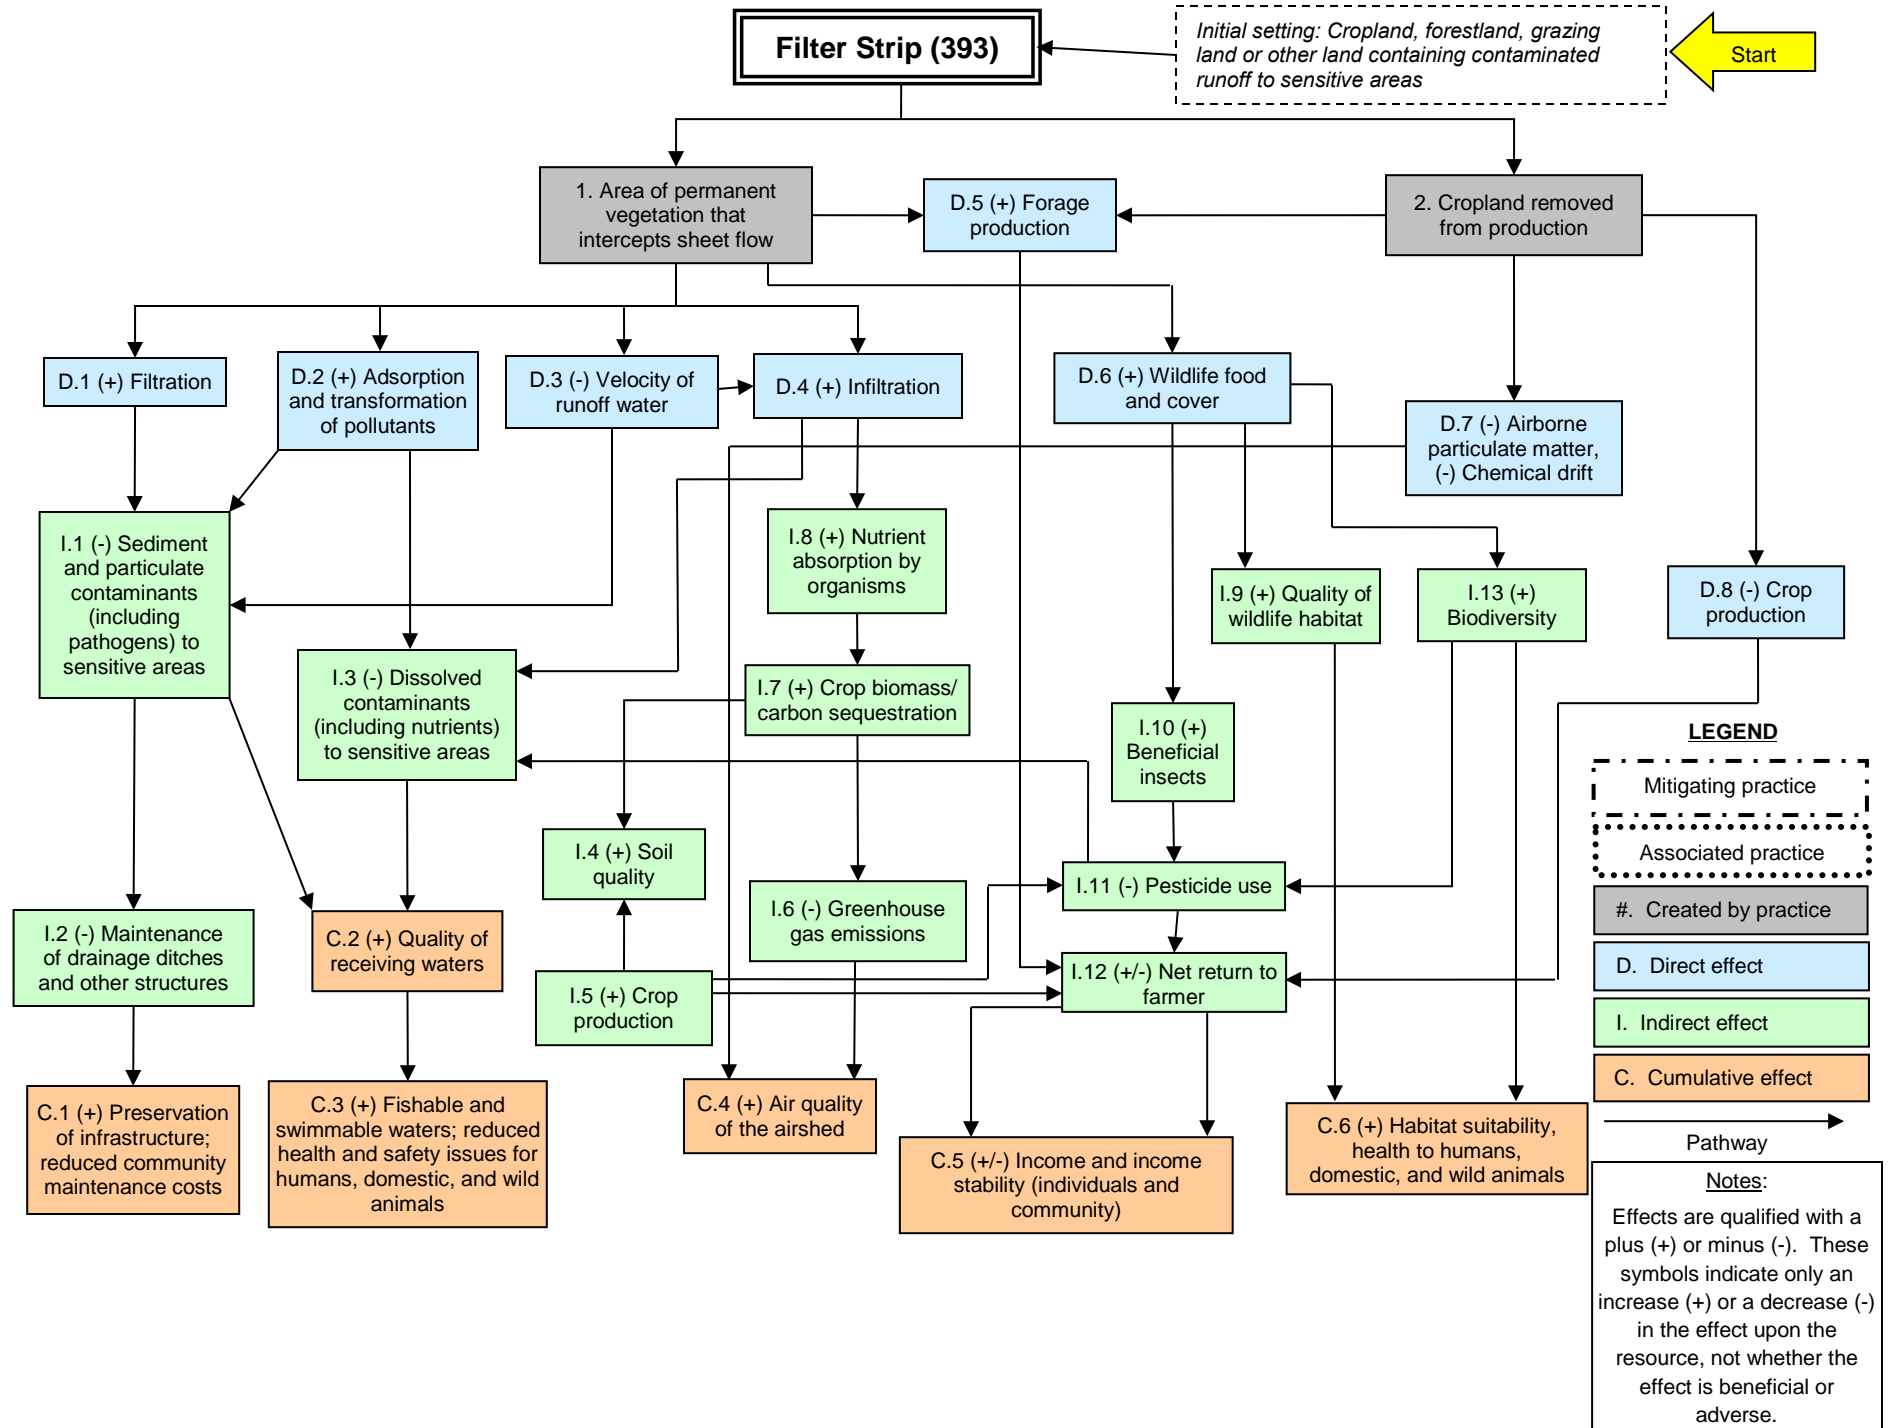 Filter Strip (393)
Initial setting: Cropland, forestland, grazing
land or other land containing contaminated
runoff to sensitive areas
Start
1. Area of permanent
vegetation that
intercepts sheet flow
D.5 (+) Forage
production
2. Cropland removed
from production
D.1 (+) Filtration
D.2 (+) Adsorption
and transformation
of pollutants
D.3 (-) Velocity of
runoff water
D.4 (+) Infiltration
D.6 (+) Wildlife food
and cover
D.7 (-) Airborne
particulate matter,
(-) Chemical drift
I.1 (-) Sediment
and particulate
contaminants
(including
pathogens) to
sensitive areas
I.8 (+) Nutrient
absorption by
organisms
I.9 (+) Quality of
wildlife habitat
I.13 (+)
Biodiversity
D.8 (-) Crop
production
I.3 (-) Dissolved
contaminants
(including nutrients)
to sensitive areas
I.7 (+) Crop biomass/
carbon sequestration
I.10 (+)
Beneficial
insects
I.4 (+) Soil
quality
I.11 (-) Pesticide use
I.2 (-) Maintenance
of drainage ditches
and other structures
C.2 (+) Quality of
receiving waters
I.6 (-) Greenhouse
gas emissions
I.5 (+) Crop
production
I.12 (+/-) Net return to
farmer
C.1 (+) Preservation
of infrastructure;
reduced community
maintenance costs
C.3 (+) Fishable and
swimmable waters; reduced
health and safety issues for
humans, domestic, and wild
animals
C.4 (+) Air quality
of the airshed
C.5 (+/-) Income and income
stability (individuals and
community)
C.6 (+) Habitat suitability,
health to humans,
domestic, and wild animals
LEGEND
Mitigating practice
Associated practice
#. Created by practice
D. Direct effect
I. Indirect effect
C. Cumulative effect
Pathway
Notes:
Effects are qualified with a
plus (+) or minus (-). These
symbols indicate only an
increase (+) or a decrease (-)
in the effect upon the
resource, not whether the
effect is beneficial or
adverse.